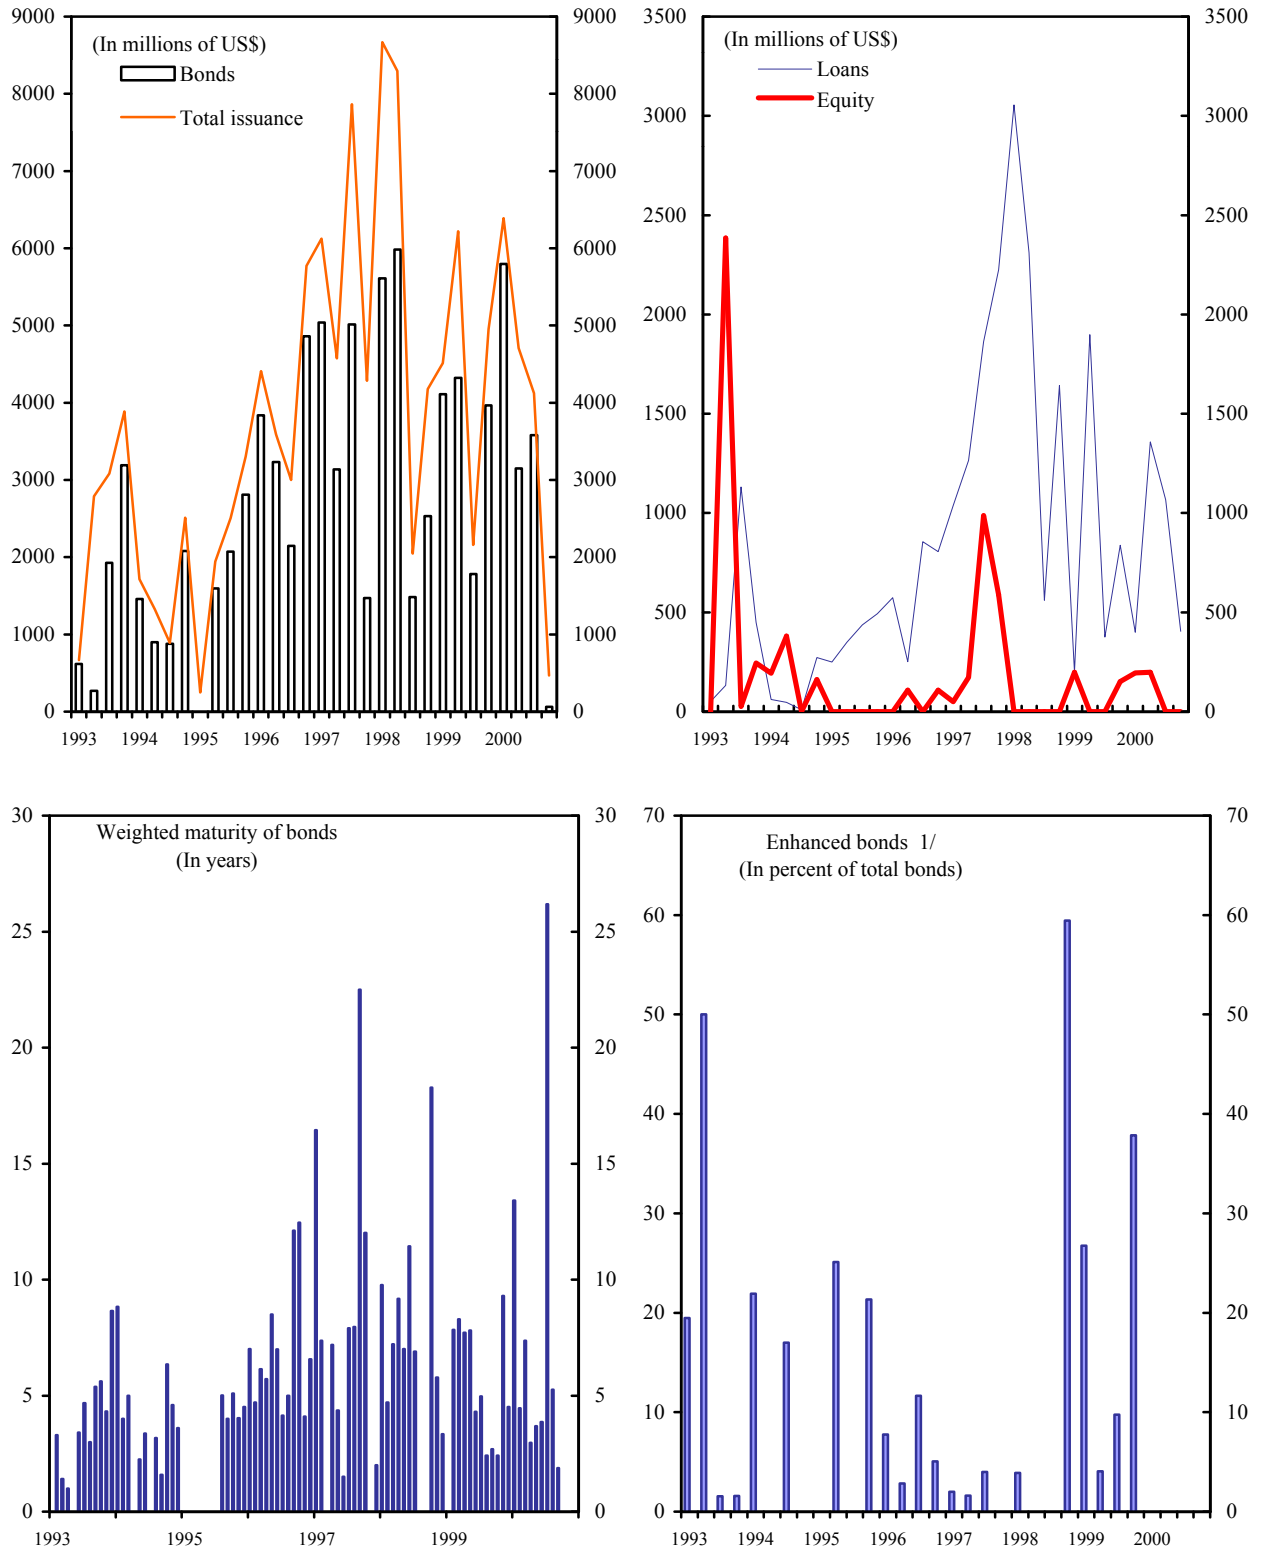 9000 9000
(In millions of US$)
Bonds
8000 8000
Total issuance
7000 7000
6000 6000
5000 5000
4000 4000
3000 3000
2000 2000
1000 1000
0 0
1993 1994 1995 1996 1997 1998 1999 2000
3500 3500
(In millions of US$)
Loans
Equity
3000 3000
2500 2500
2000 2000
1500 1500
1000 1000
500 500
0 0
1993 1994 1995 1996 1997 1998 1999 2000
30 30
Weighted maturity of bonds
(In years)
25 25
20 20
15 15
10 10
5 5
0 0
1993 1995 1997 1999
70 70
Enhanced bonds 1/
(In percent of total bonds)
60 60
50 50
40 40
30 30
20 20
10 10
0 0
1993 1994 1995 1996 1997 1998 1999 2000